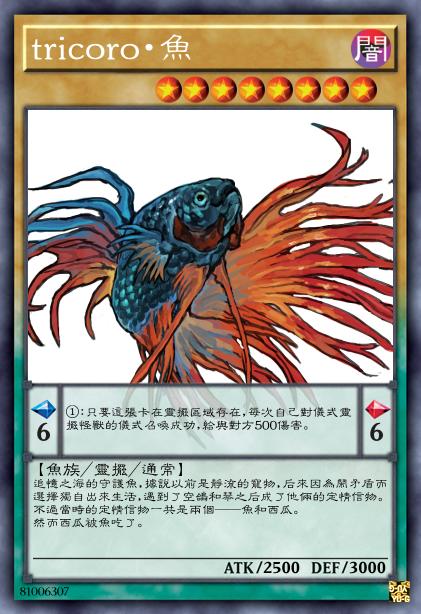 tricoro・魚
闇
①：只要這張卡在靈擺區域存在，每次自己對儀式靈
擺怪獸的儀式召喚成功，給與對方500傷害。
6
6
【魚族／靈擺／通常】
追憶之海的守護魚，據說以前是靜流的寵物，后來因為鬧矛盾而
選擇獨自出來生活，遇到了空鴿和琴之后成了他倆的定情信物。
不過當時的定情信物一共是兩個——魚和西瓜。
然而西瓜被魚吃了。
ATK/2500 DEF/3000
81006307